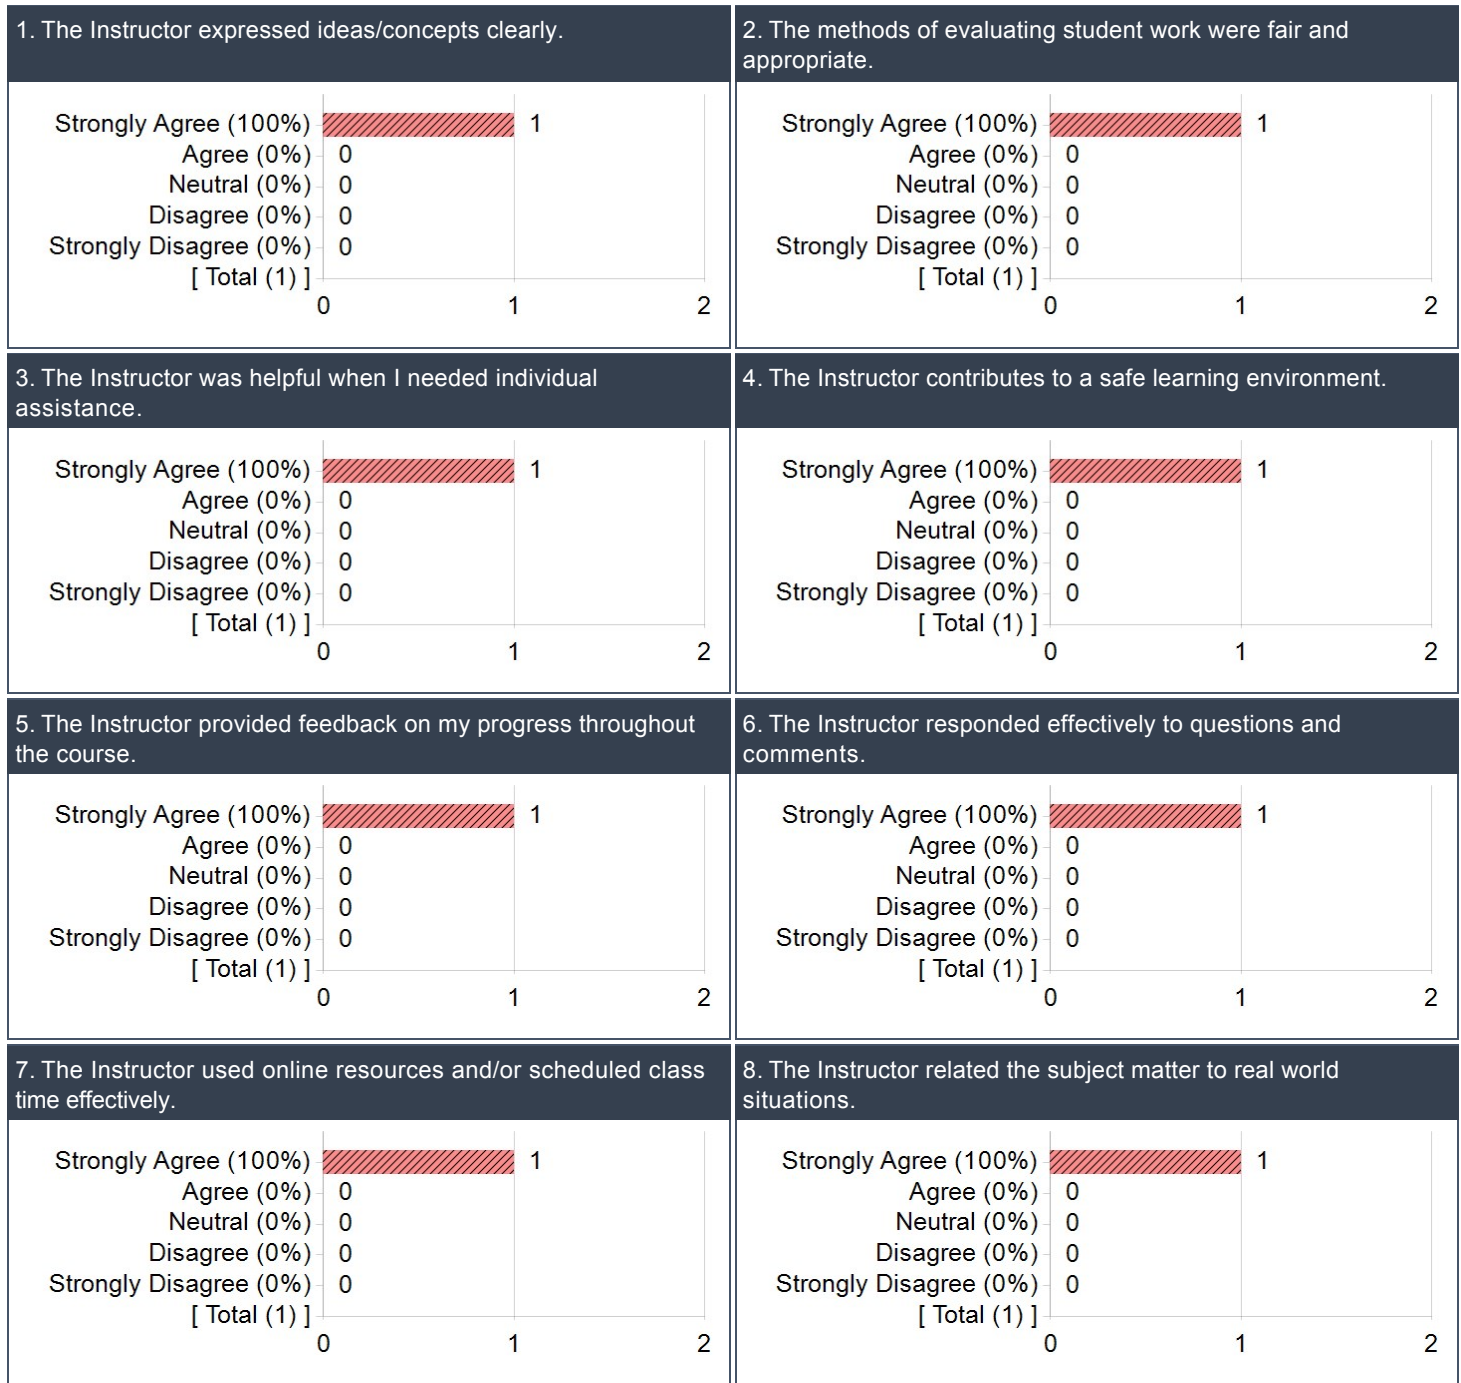 1. The Instructor expressed ideas/concepts clearly.
Strongly Agree (100%) 1
Agree (0%) 0
Neutral (0%) 0
Disagree (0%) 0
Strongly Disagree (0%) 0
[ Total (1) ]
0 1 2
2. The methods of evaluating student work were fair and
appropriate.
Strongly Agree (100%) 1
Agree (0%) 0
Neutral (0%) 0
Disagree (0%) 0
Strongly Disagree (0%) 0
[ Total (1) ]
0 1 2
3. The Instructor was helpful when I needed individual
assistance.
Strongly Agree (100%) 1
Agree (0%) 0
Neutral (0%) 0
Disagree (0%) 0
Strongly Disagree (0%) 0
[ Total (1) ]
0 1 2
4. The Instructor contributes to a safe learning environment.
Strongly Agree (100%) 1
Agree (0%) 0
Neutral (0%) 0
Disagree (0%) 0
Strongly Disagree (0%) 0
[ Total (1) ]
0 1 2
5. The Instructor provided feedback on my progress throughout
the course.
Strongly Agree (100%) 1
Agree (0%) 0
Neutral (0%) 0
Disagree (0%) 0
Strongly Disagree (0%) 0
[ Total (1) ]
0 1 2
6. The Instructor responded effectively to questions and
comments.
Strongly Agree (100%) 1
Agree (0%) 0
Neutral (0%) 0
Disagree (0%) 0
Strongly Disagree (0%) 0
[ Total (1) ]
0 1 2
7. The Instructor used online resources and/or scheduled class
time effectively.
Strongly Agree (100%) 1
Agree (0%) 0
Neutral (0%) 0
Disagree (0%) 0
Strongly Disagree (0%) 0
[ Total (1) ]
0 1 2
8. The Instructor related the subject matter to real world
situations.
Strongly Agree (100%) 1
Agree (0%) 0
Neutral (0%) 0
Disagree (0%) 0
Strongly Disagree (0%) 0
[ Total (1) ]
0 1 2